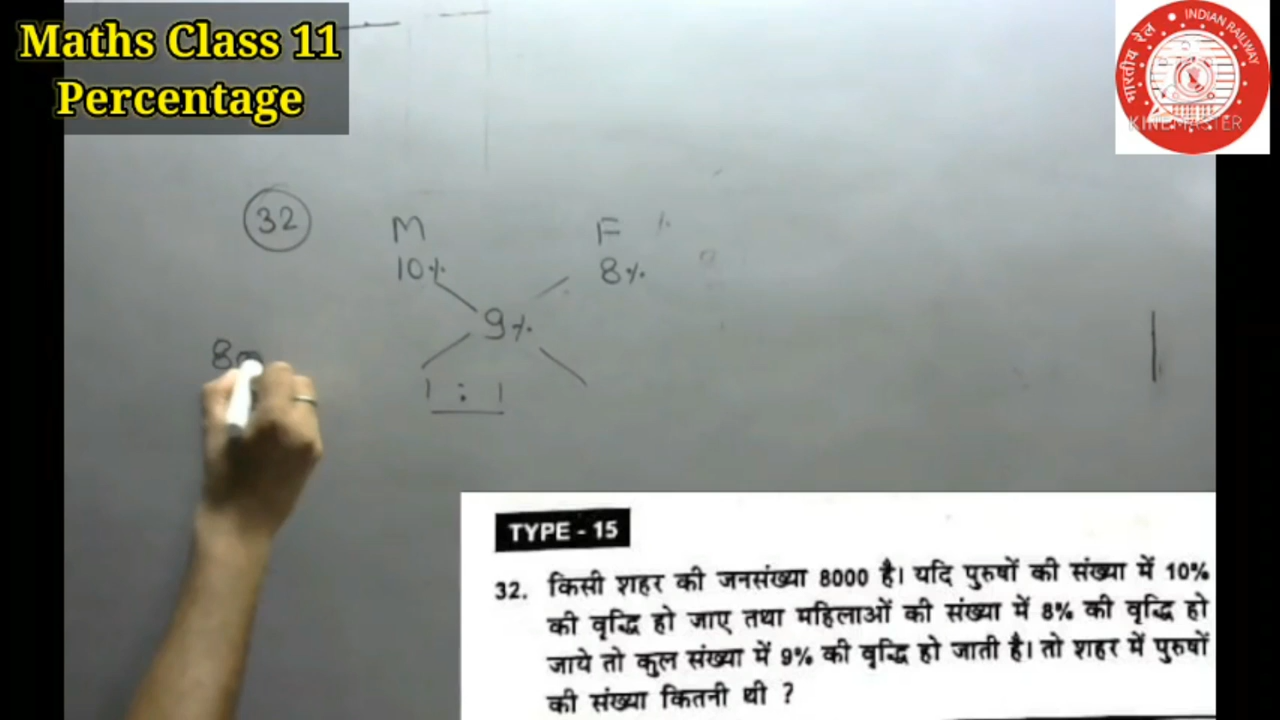 Maths Class 11
Percentage
भारतीय रेल
INDIAN RAILWAY
KINEMASTER
32
M F
10% 8%
9%
1 : 1
TYPE - 15
32. किसी शहर की जनसंख्या 8000 है। यदि पुरुषों की संख्या में 10%
की वृद्धि हो जाए तथा महिलाओं की संख्या में 8% की वृद्धि हो
जाये तो कुल संख्या में 9% की वृद्धि हो जाती है। तो शहर में पुरुषों
की संख्या कितनी थी ?